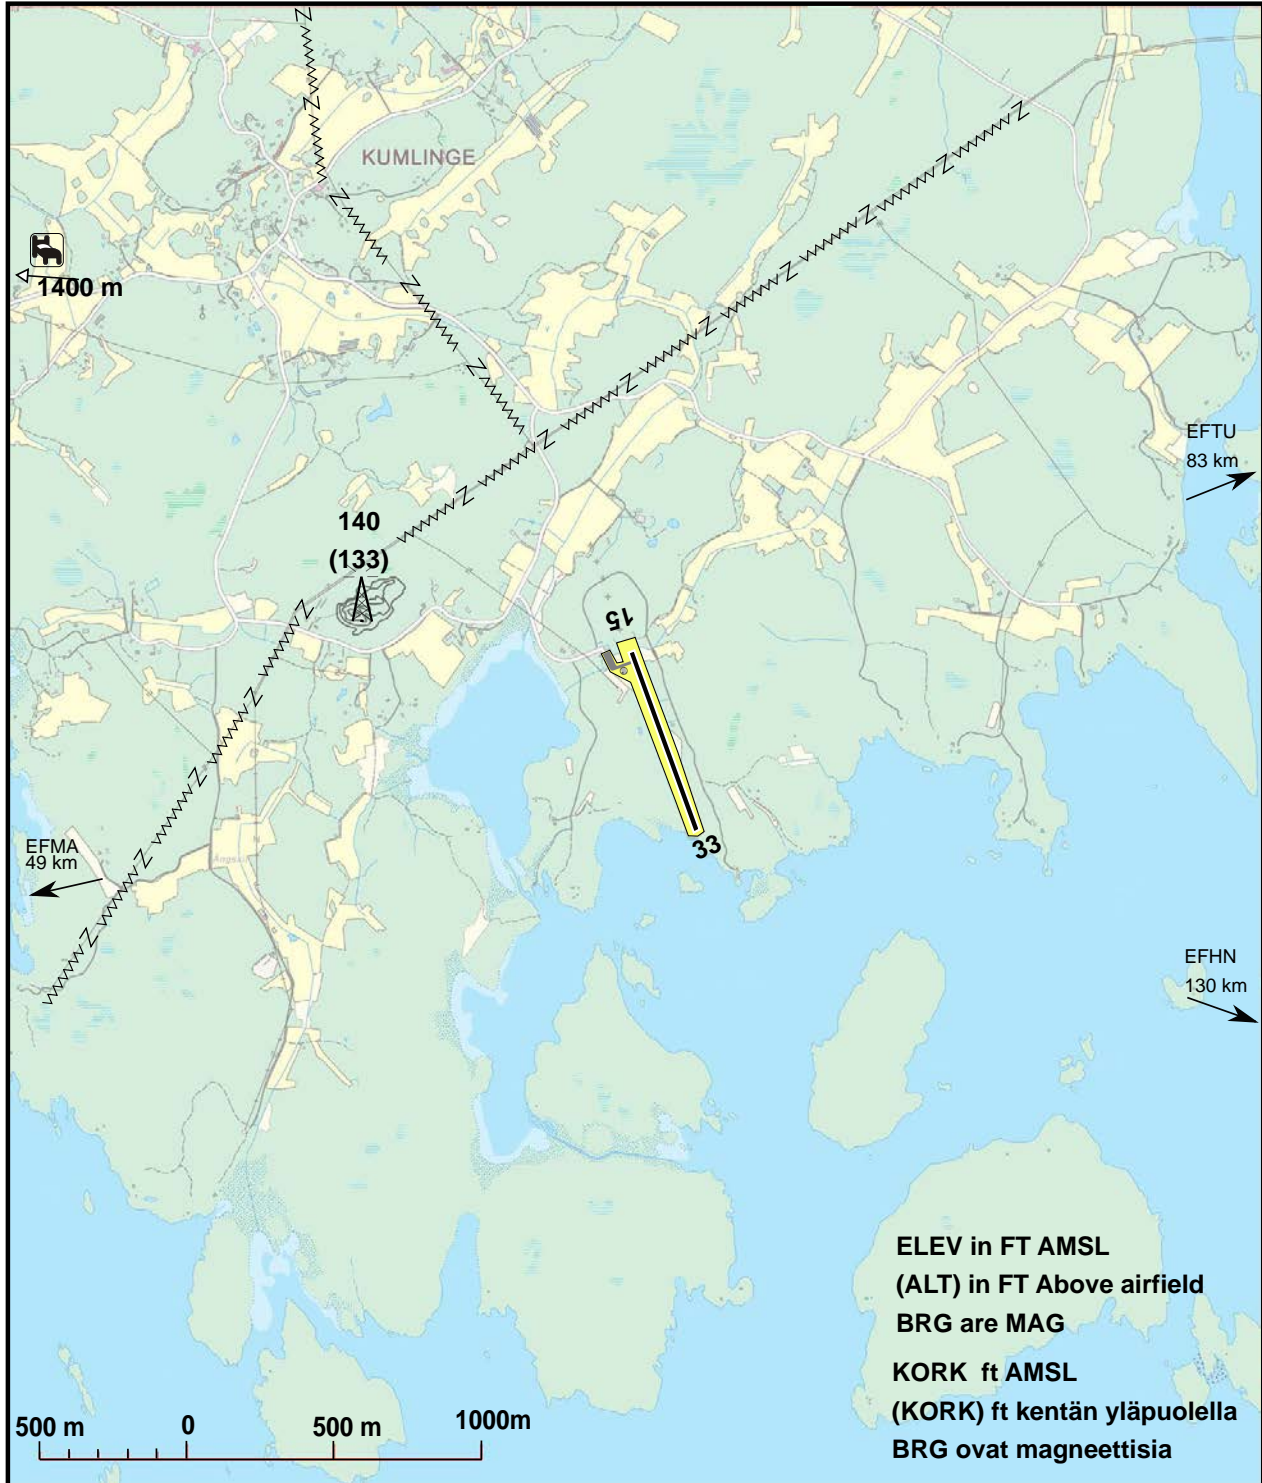 KUMLINGE
1400 m
EFTU
83 km
140
(133)
15
33
EFMA
49 km
EFHN
130 km
ELEV in FT AMSL
(ALT) in FT Above airfield
BRG are MAG
KORK ft AMSL
(KORK) ft kentän yläpuolella
BRG ovat magneettisia
500 m 0 500 m 1000m